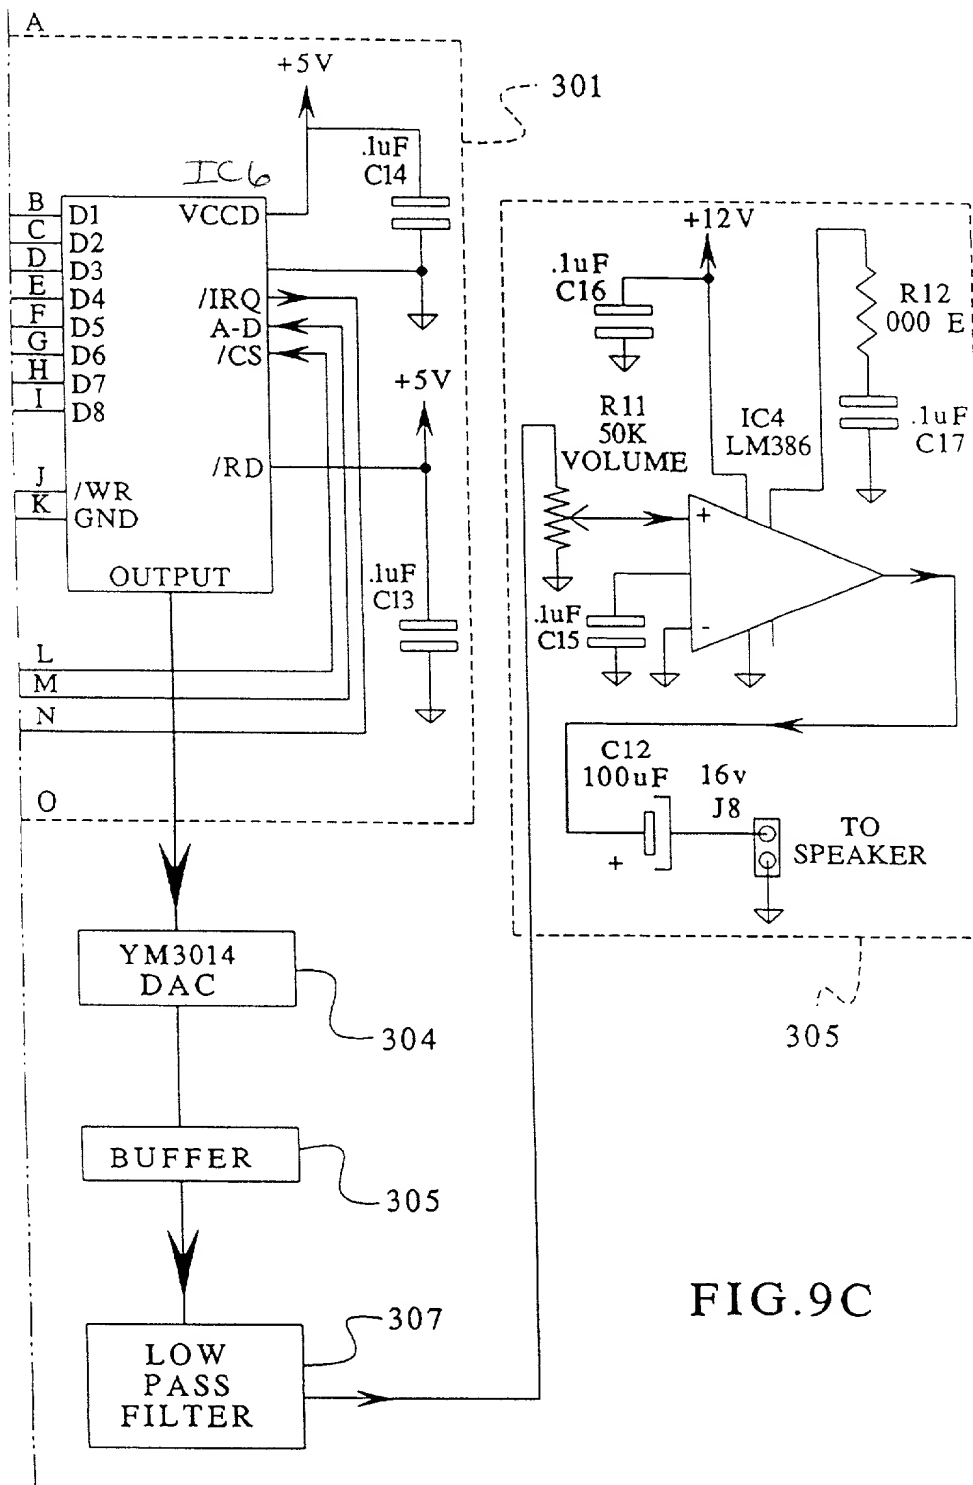 A
+5V
301
.1uF
C14
IC6
B
C
D
E
F
G
H
I
D1
D2
D3
D4
D5
D6
D7
D8
VCCD
/IRQ
A-D
/CS
+5V
/RD
J
K
/WR
GND
OUTPUT
.1uF
C13
L
M
N
O
+12V
.1uF
C16
R12
000 E
R11
50K
VOLUME
IC4
LM386
.1uF
C17
+
.1uF
C15
-
C12
100uF
16v
J8
+
TO
SPEAKER
305
YM3014
DAC
304
BUFFER
305
307
LOW
PASS
FILTER
FIG.9C